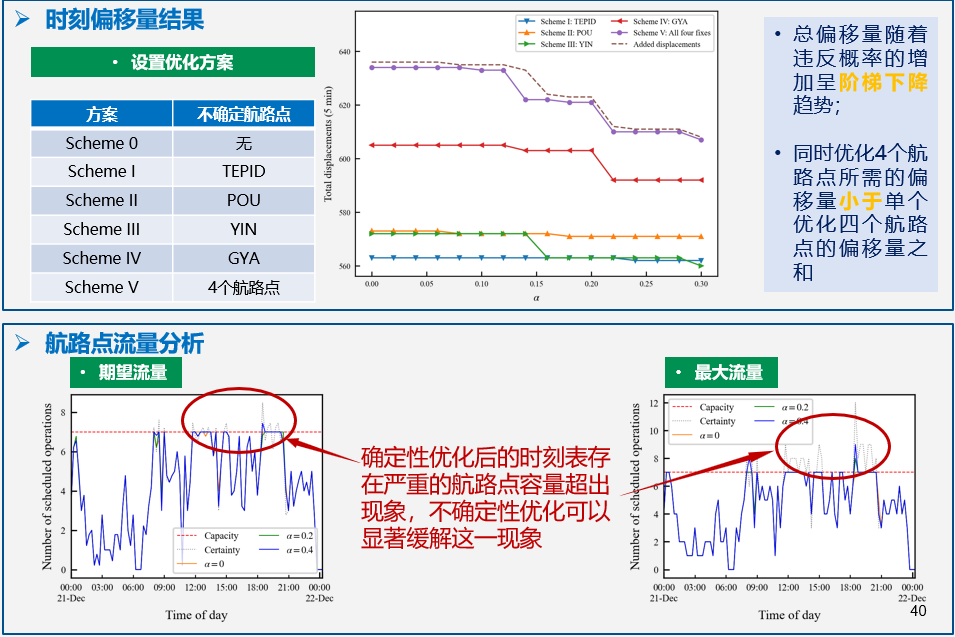 ➢ 时刻偏移量结果
• 设置优化方案
方案 不确定航路点
Scheme 0 无
Scheme I TEPID
Scheme II POU
Scheme III YIN
Scheme IV GYA
Scheme V 4个航路点
Scheme I: TEPID
Scheme II: POU
Scheme III: YIN
Scheme IV: GYA
Scheme V: All four fixes
Added displacements
Total displacements (5 min)
640
620
600
580
560
0.00 0.05 0.10 0.15 0.20 0.25 0.30
α
• 总偏移量随着
违反概率的增
加呈阶梯下降
趋势;
• 同时优化4个航
路点所需的偏
移量小于单个
优化四个航路
点的偏移量之
和
➢ 航路点流量分析
• 期望流量
Number of scheduled operations
8
6
4
2
0
Capacity
Certainty
α = 0
α = 0.2
α = 0.4
00:00 03:00 06:00 09:00 12:00 15:00 18:00 21:00 00:00
21-Dec 22-Dec
Time of day
确定性优化后的时刻表存
在严重的航路点容量超出
现象，不确定性优化可以
显著缓解这一现象
• 最大流量
Number of scheduled operations
12
10
8
6
4
2
0
Capacity
Certainty
α = 0
α = 0.2
α = 0.4
00:00 03:00 06:00 09:00 12:00 15:00 18:00 21:00 00:00
21-Dec 22-Dec
Time of day
40